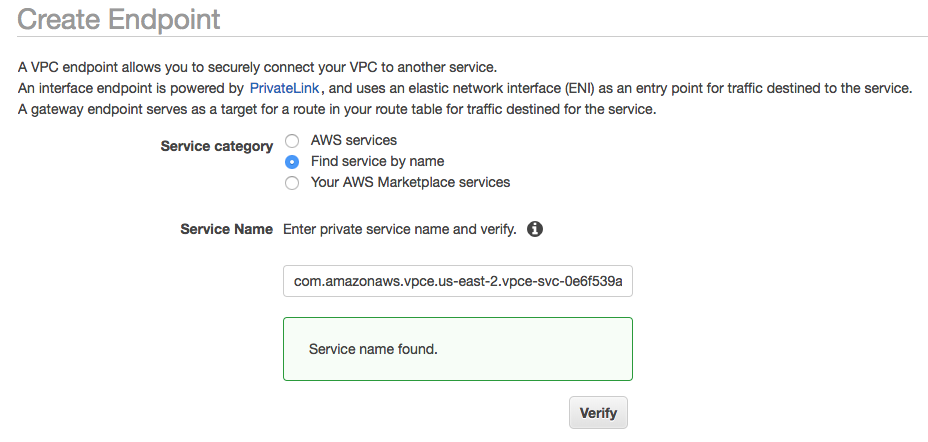 Create Endpoint
A VPC endpoint allows you to securely connect your VPC to another service.
An interface endpoint is powered by PrivateLink, and uses an elastic network interface (ENI) as an entry point for traffic destined to the service.
A gateway endpoint serves as a target for a route in your route table for traffic destined for the service.
Service category
AWS services
Find service by name
Your AWS Marketplace services
Service Name Enter private service name and verify.
com.amazonaws.vpce.us-east-2.vpce-svc-0e6f539a
Service name found.
Verify